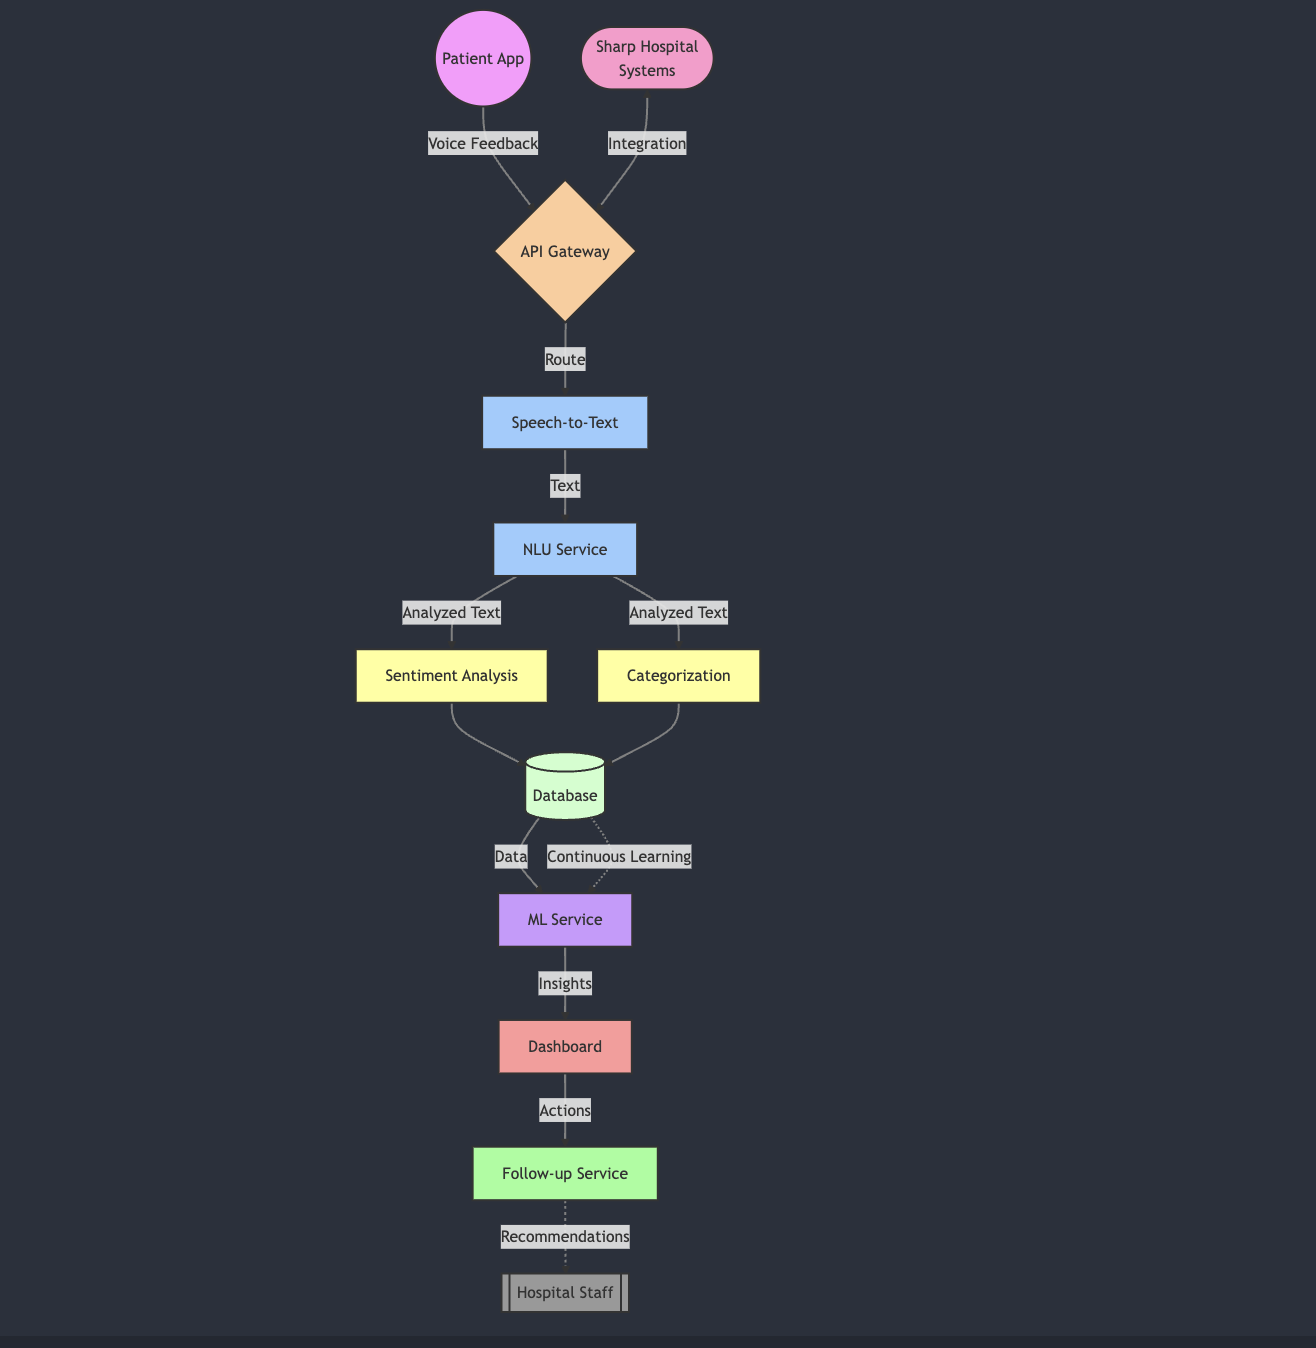 Patient App
Sharp Hospital
Systems
Voice Feedback
Integration
API Gateway
Route
Speech-to-Text
Text
NLU Service
Analyzed Text
Analyzed Text
Sentiment Analysis
Categorization
Database
Data
Continuous Learning
ML Service
Insights
Dashboard
Actions
Follow-up Service
Recommendations
Hospital Staff